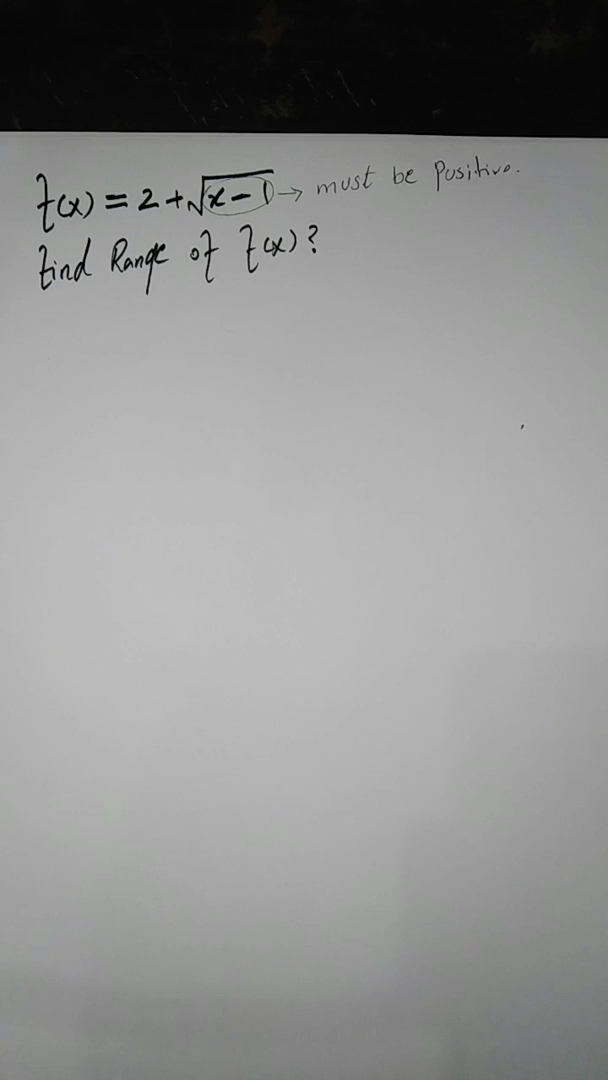 f(x) = 2 + √(x-1) → must be Positive.
find Range of f(x)?